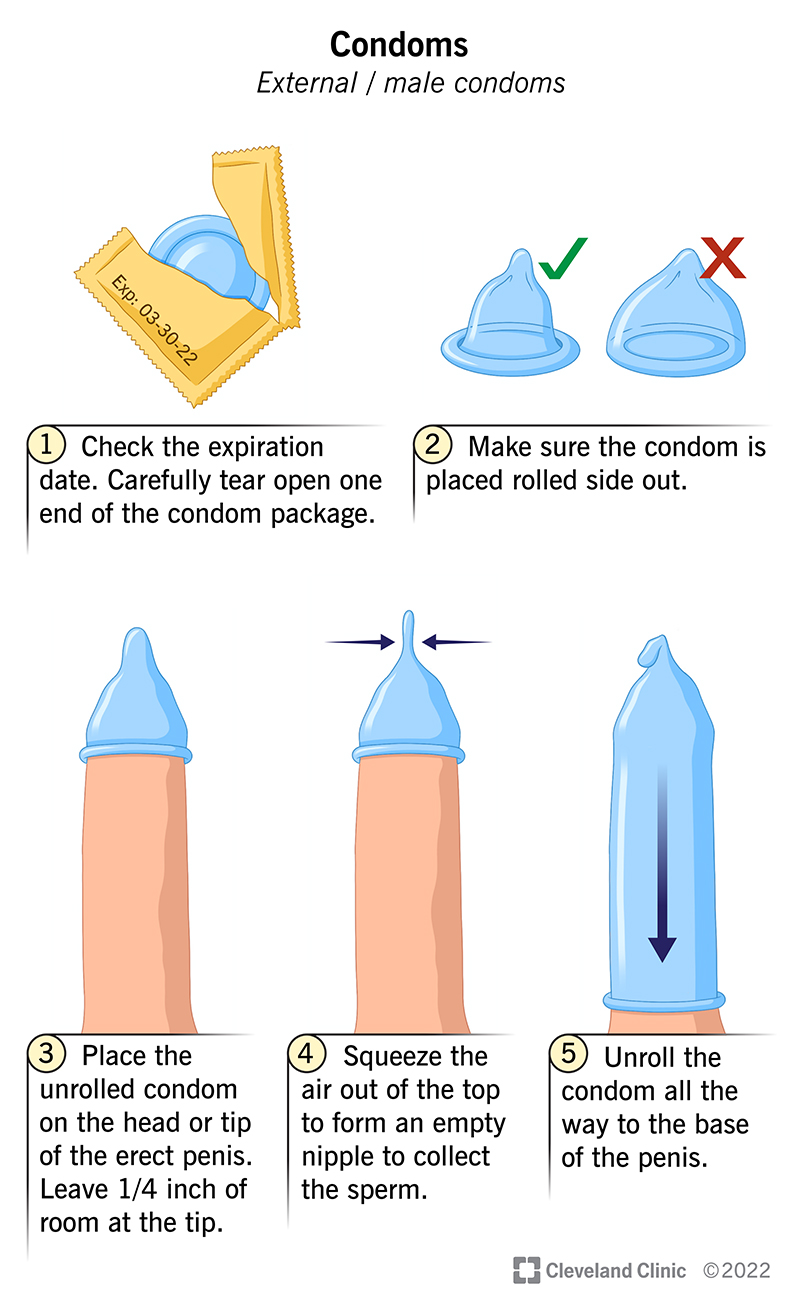 Condoms
External / male condoms
Exp: 03-30-22
1 Check the expiration
date. Carefully tear open one
end of the condom package.
2 Make sure the condom is
placed rolled side out.
3 Place the
unrolled condom
on the head or tip
of the erect penis.
Leave 1/4 inch of
room at the tip.
4 Squeeze the
air out of the top
to form an empty
nipple to collect
the sperm.
5 Unroll the
condom all the
way to the base
of the penis.
Cleveland Clinic ©2022